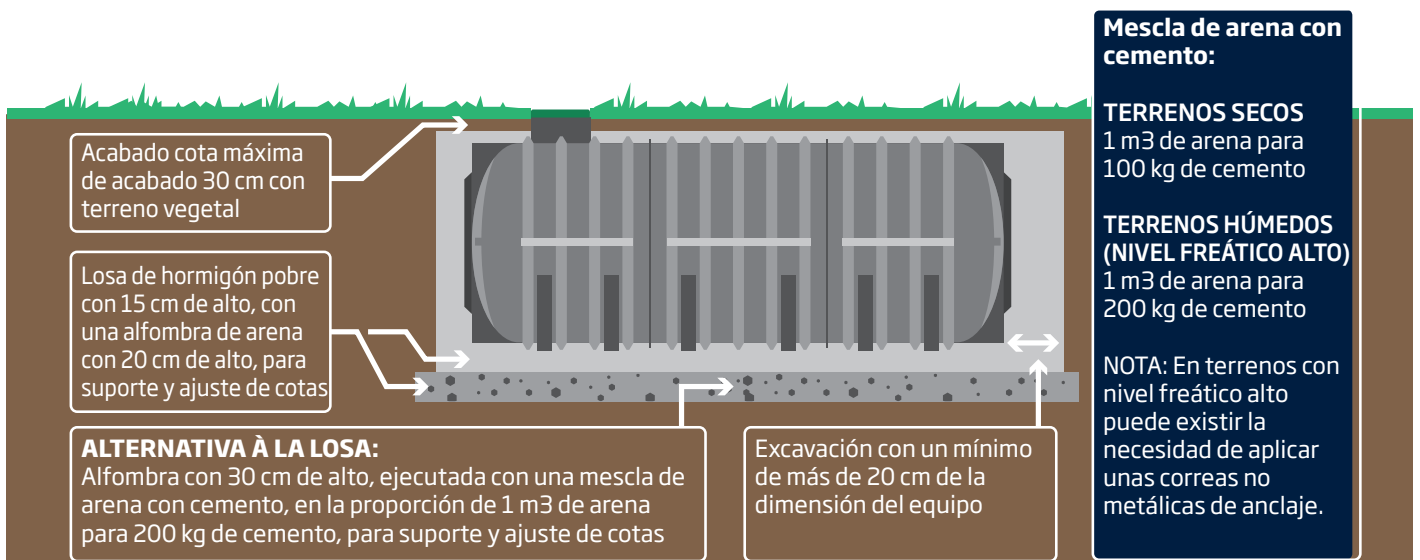 Acabado cota máxima
de acabado 30 cm con
terreno vegetal
Losa de hormigón pobre
con 15 cm de alto, con
una alfombra de arena
con 20 cm de alto, para
suporte y ajuste de cotas
ALTERNATIVA À LA LOSA:
Alfombra con 30 cm de alto, ejecutada con una mescla de
arena con cemento, en la proporción de 1 m3 de arena
para 200 kg de cemento, para suporte y ajuste de cotas
Excavación con un mínimo
de más de 20 cm de la
dimensión del equipo
Mescla de arena con
cemento:
TERRENOS SECOS
1 m3 de arena para
100 kg de cemento
TERRENOS HÚMEDOS
(NIVEL FREÁTICO ALTO)
1 m3 de arena para
200 kg de cemento
NOTA: En terrenos con
nivel freático alto
puede existir la
necesidad de aplicar
unas correas no
metálicas de anclaje.